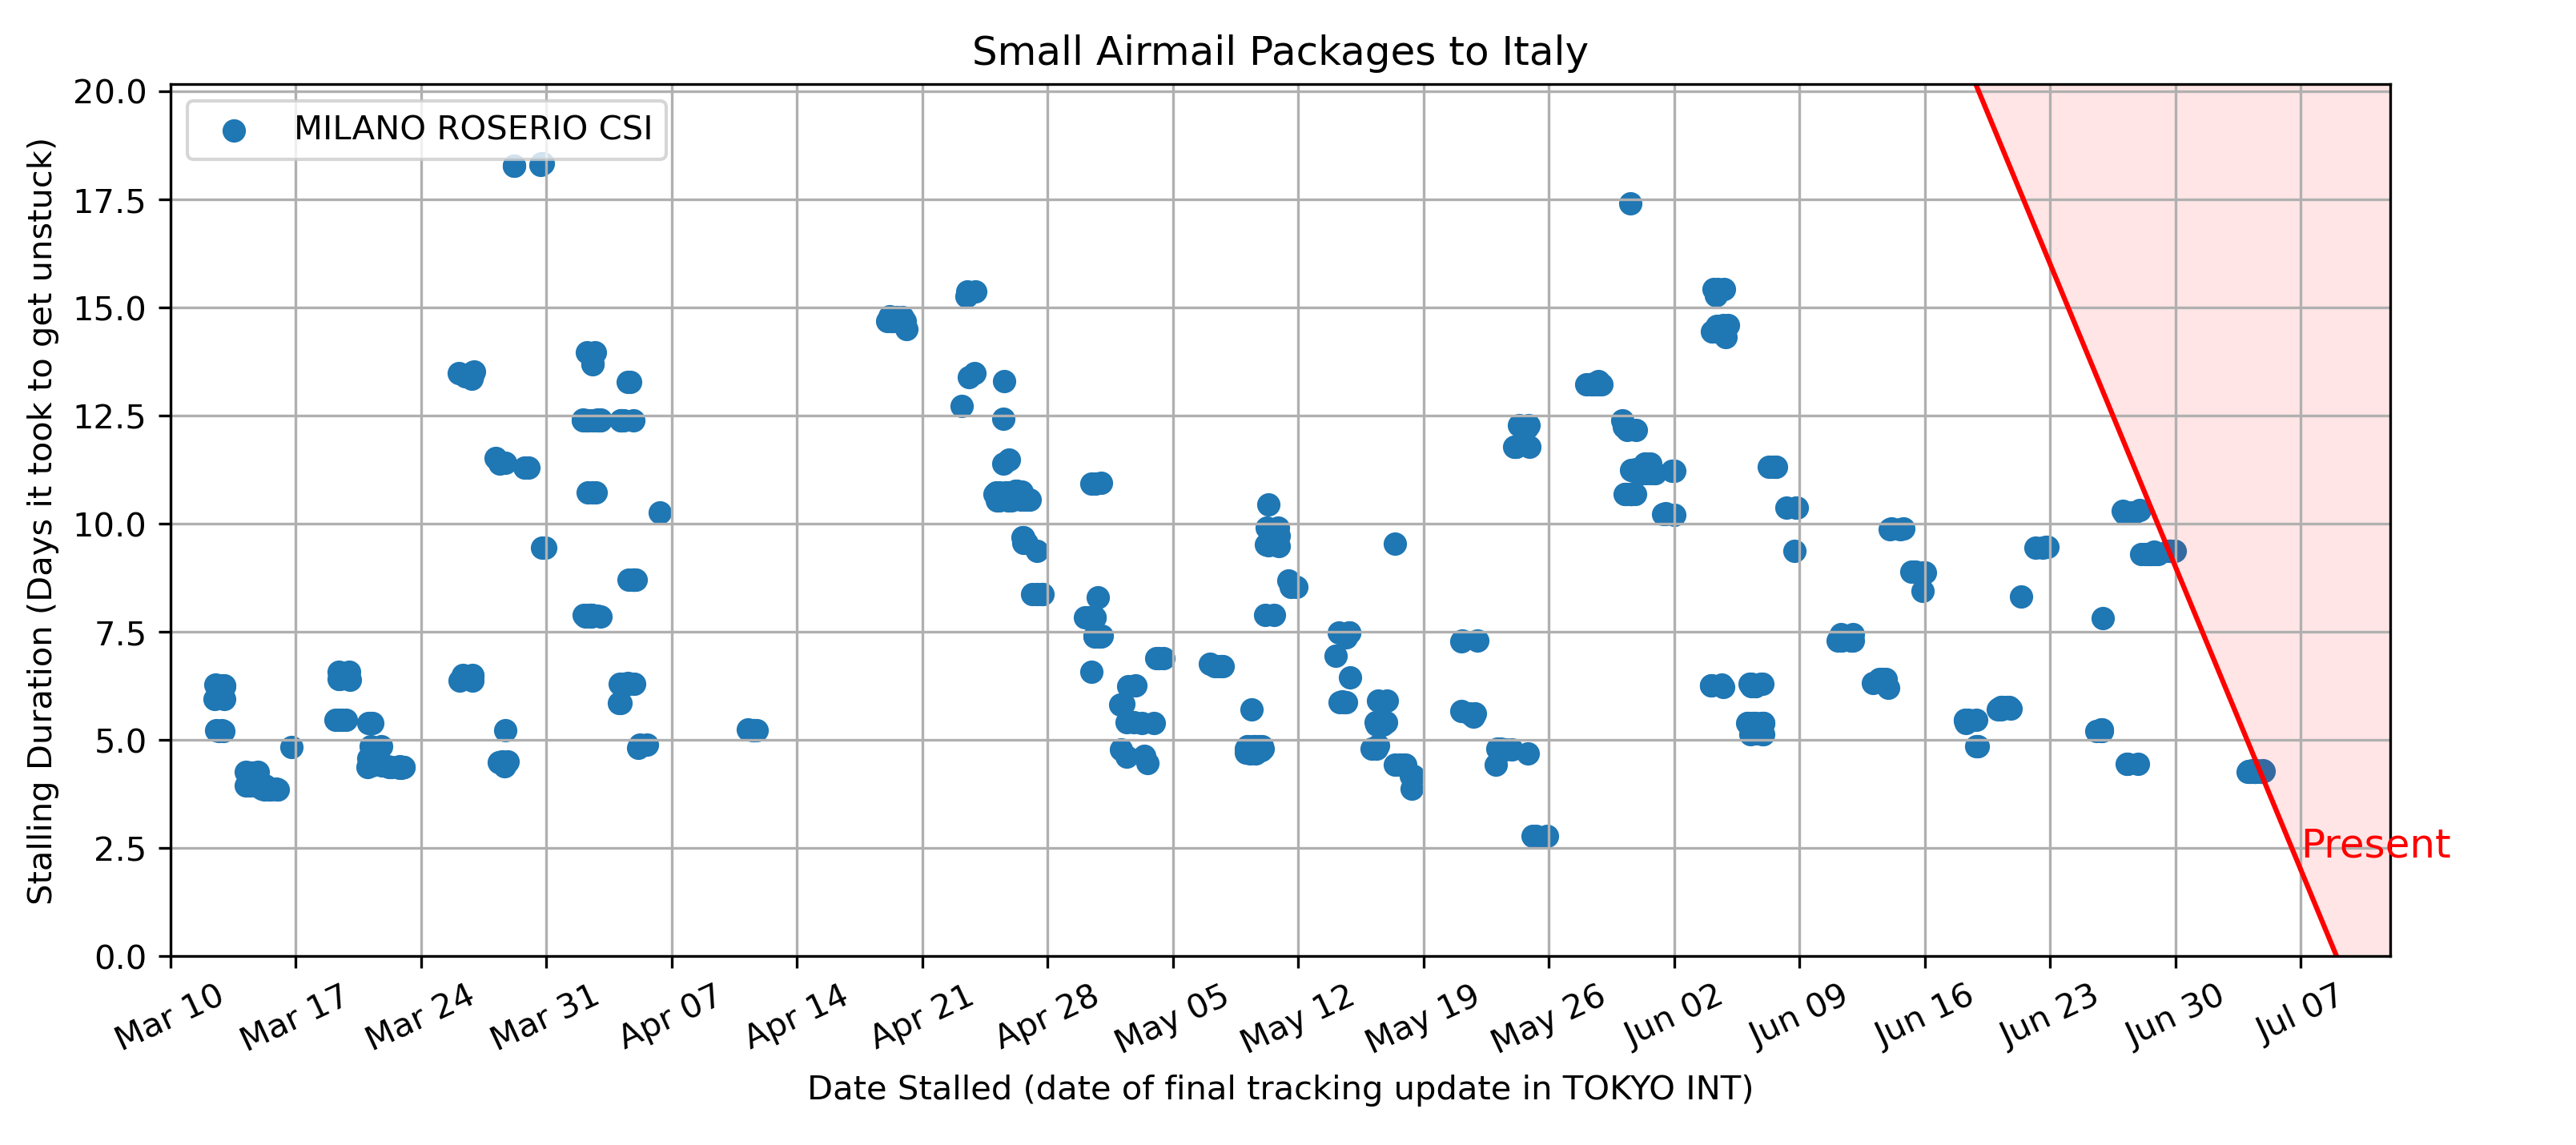 Small Airmail Packages to Italy
MILANO ROSERIO CSI
Stalling Duration (Days it took to get unstuck)
20.0
17.5
15.0
12.5
10.0
7.5
5.0
2.5
0.0
Present
Mar 10
Mar 17
Mar 24
Mar 31
Apr 07
Apr 14
Apr 21
Apr 28
May 05
May 12
May 19
May 26
Jun 02
Jun 09
Jun 16
Jun 23
Jun 30
Jul 07
Date Stalled (date of final tracking update in TOKYO INT)